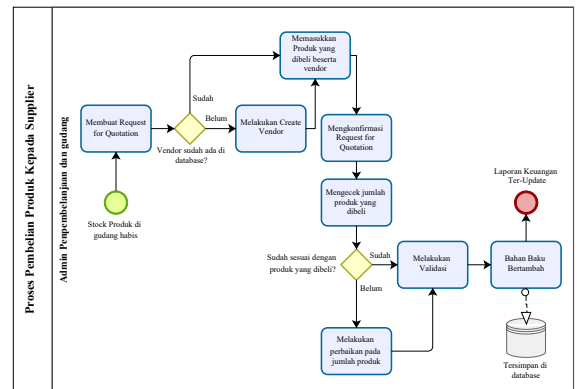 Proses Pembelian Produk Kepada Supplier
Admin Penpembelanjaan dan gudang
Stock Produk di
gudang habis
Membuat Request
for Quotation
Vendor sudah ada di
database?
Sudah
Belum
Melakukan Create
Vendor
Memasukkan
Produk yang
dibeli beserta
vendor
Mengkonfirmasi
Request for
Quotation
Mengecek jumlah
produk yang
dibeli
Sudah sesuai dengan
produk yang dibeli?
Sudah
Belum
Melakukan
perbaikan pada
jumlah produk
Melakukan
Validasi
Bahan Baku
Bertambah
Laporan Keuangan
Ter-Update
Tersimpan di
database